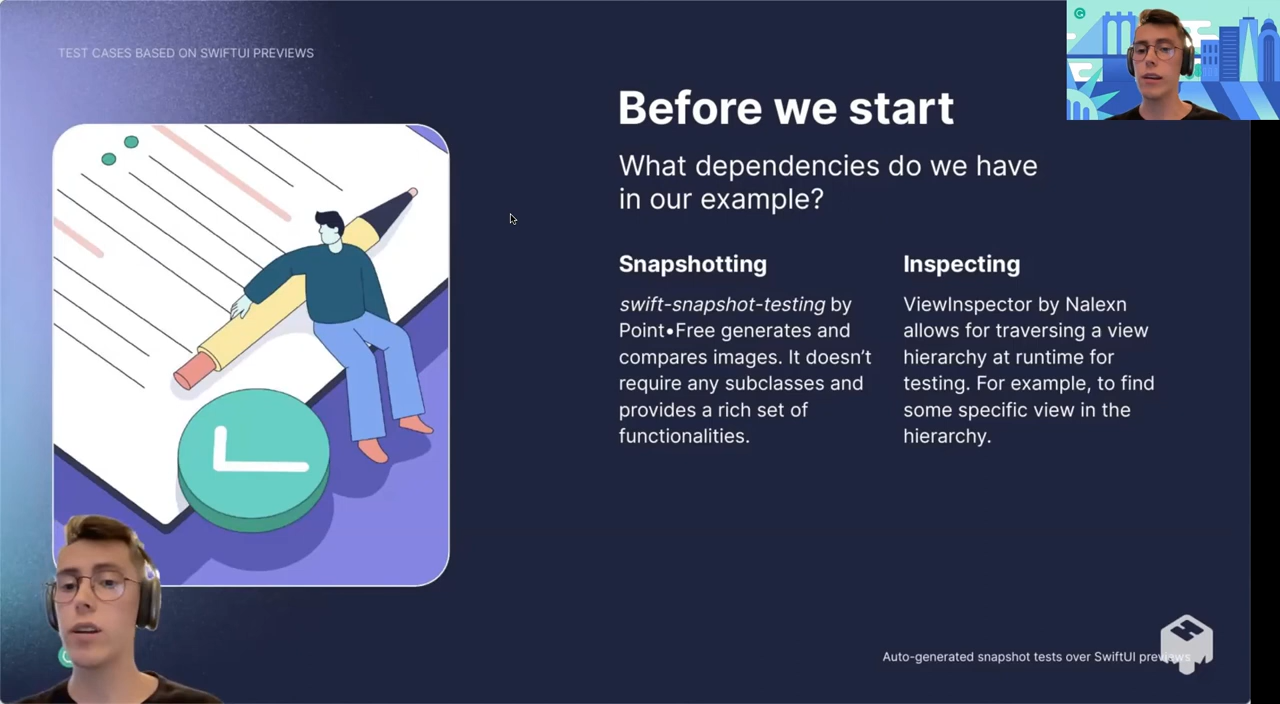 TEST CASES BASED ON SWIFTUI PREVIEWS
Before we start
What dependencies do we have
in our example?
Snapshotting
swift-snapshot-testing by
Point•Free generates and
compares images. It doesn’t
require any subclasses and
provides a rich set of
functionalities.
Inspecting
ViewInspector by Nalexn
allows for traversing a view
hierarchy at runtime for
testing. For example, to find
some specific view in the
hierarchy.
Auto-generated snapshot tests over SwiftUI previews